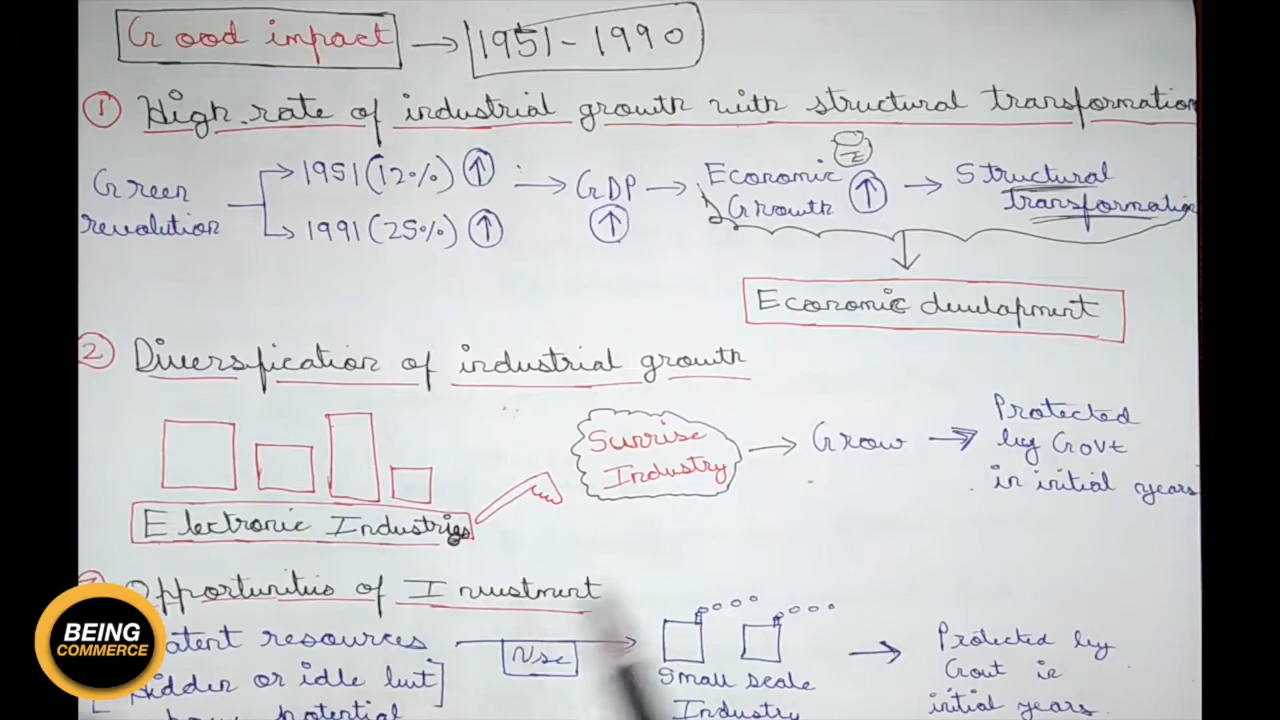 Good impact → 1951 - 1990
① High rate of industrial growth with structural transformation
Green revolution
1951 (12%) ↑
1991 (25%) ↑
→ GDP ↑ → Economic Growth ↑ → Structural transformation
Economic development
② Diversification of industrial growth
Electronic Industries
Sunrise Industry → Grow → Protected by Govt in initial years
Opportunities of Investment
Latent resources
Hidden or idle but
have potential
Use
Small scale Industry
→ Protected by Govt in initial years
BEING COMMERCE